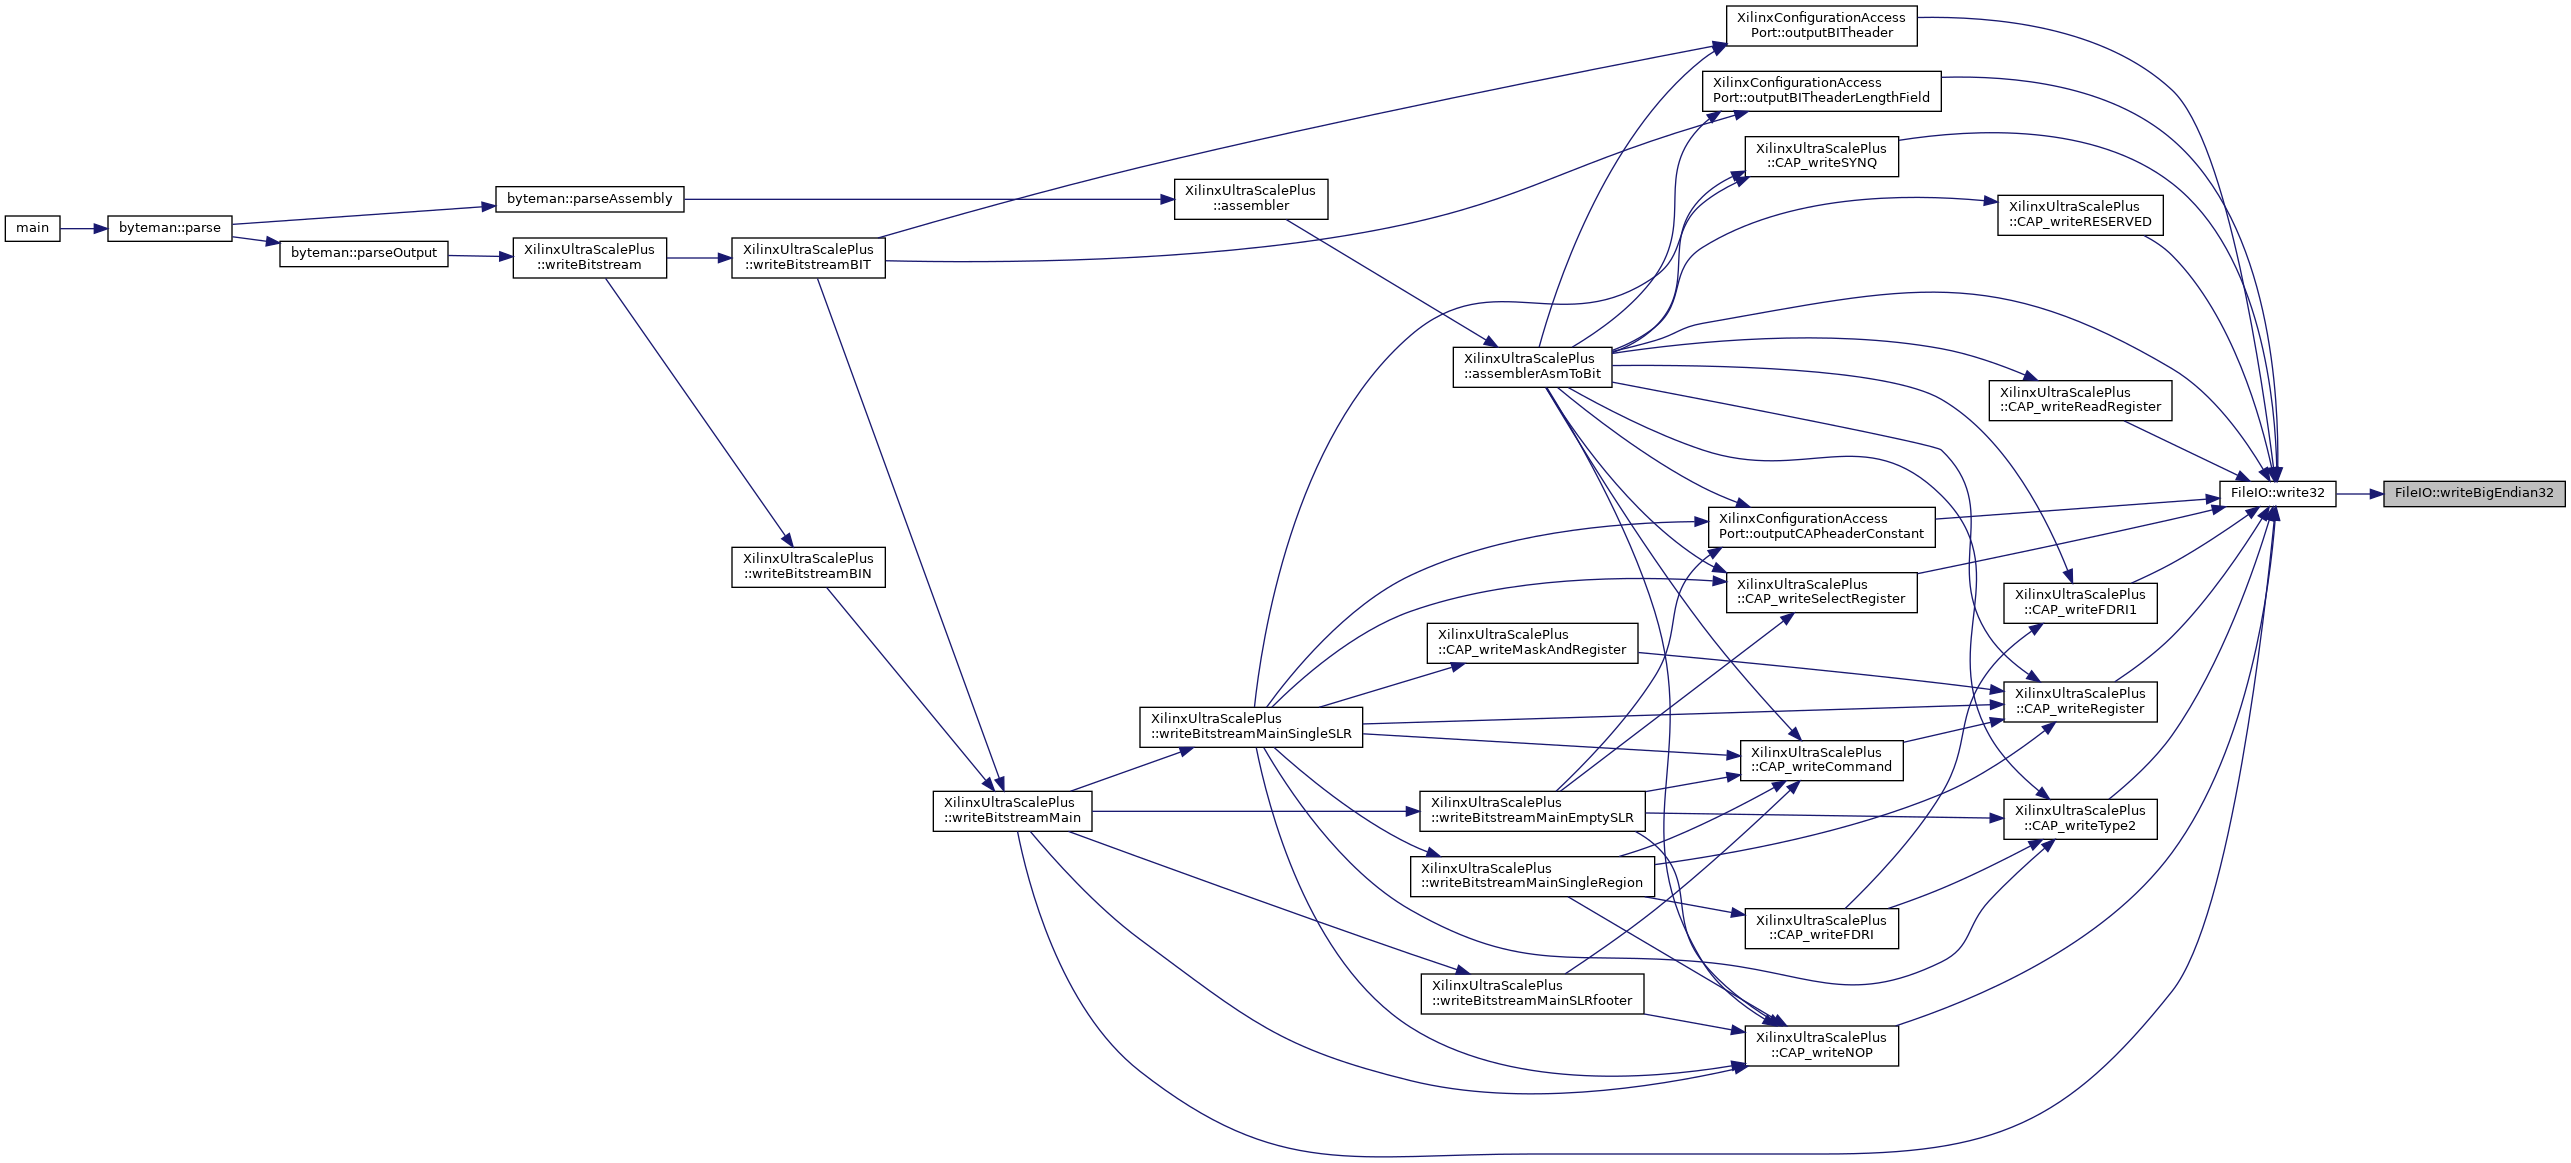 XilinxConfigurationAccess
Port::outputBITheader
XilinxConfigurationAccess
Port::outputBITheaderLengthField
XilinxUltraScalePlus
::CAP_writeSYNQ
byteman::parseAssembly
XilinxUltraScalePlus
::assembler
XilinxUltraScalePlus
::CAP_writeRESERVED
main
byteman::parse
byteman::parseOutput
XilinxUltraScalePlus
::writeBitstream
XilinxUltraScalePlus
::writeBitstreamBIT
XilinxUltraScalePlus
::assemblerAsmToBit
XilinxUltraScalePlus
::CAP_writeReadRegister
FileIO::write32
FileIO::writeBigEndian32
XilinxConfigurationAccess
Port::outputCAPheaderConstant
XilinxUltraScalePlus
::writeBitstreamBIN
XilinxUltraScalePlus
::CAP_writeSelectRegister
XilinxUltraScalePlus
::CAP_writeFDRI1
XilinxUltraScalePlus
::CAP_writeMaskAndRegister
XilinxUltraScalePlus
::CAP_writeRegister
XilinxUltraScalePlus
::writeBitstreamMainSingleSLR
XilinxUltraScalePlus
::CAP_writeCommand
XilinxUltraScalePlus
::writeBitstreamMain
XilinxUltraScalePlus
::writeBitstreamMainEmptySLR
XilinxUltraScalePlus
::CAP_writeType2
XilinxUltraScalePlus
::writeBitstreamMainSingleRegion
XilinxUltraScalePlus
::CAP_writeFDRI
XilinxUltraScalePlus
::writeBitstreamMainSLRfooter
XilinxUltraScalePlus
::CAP_writeNOP